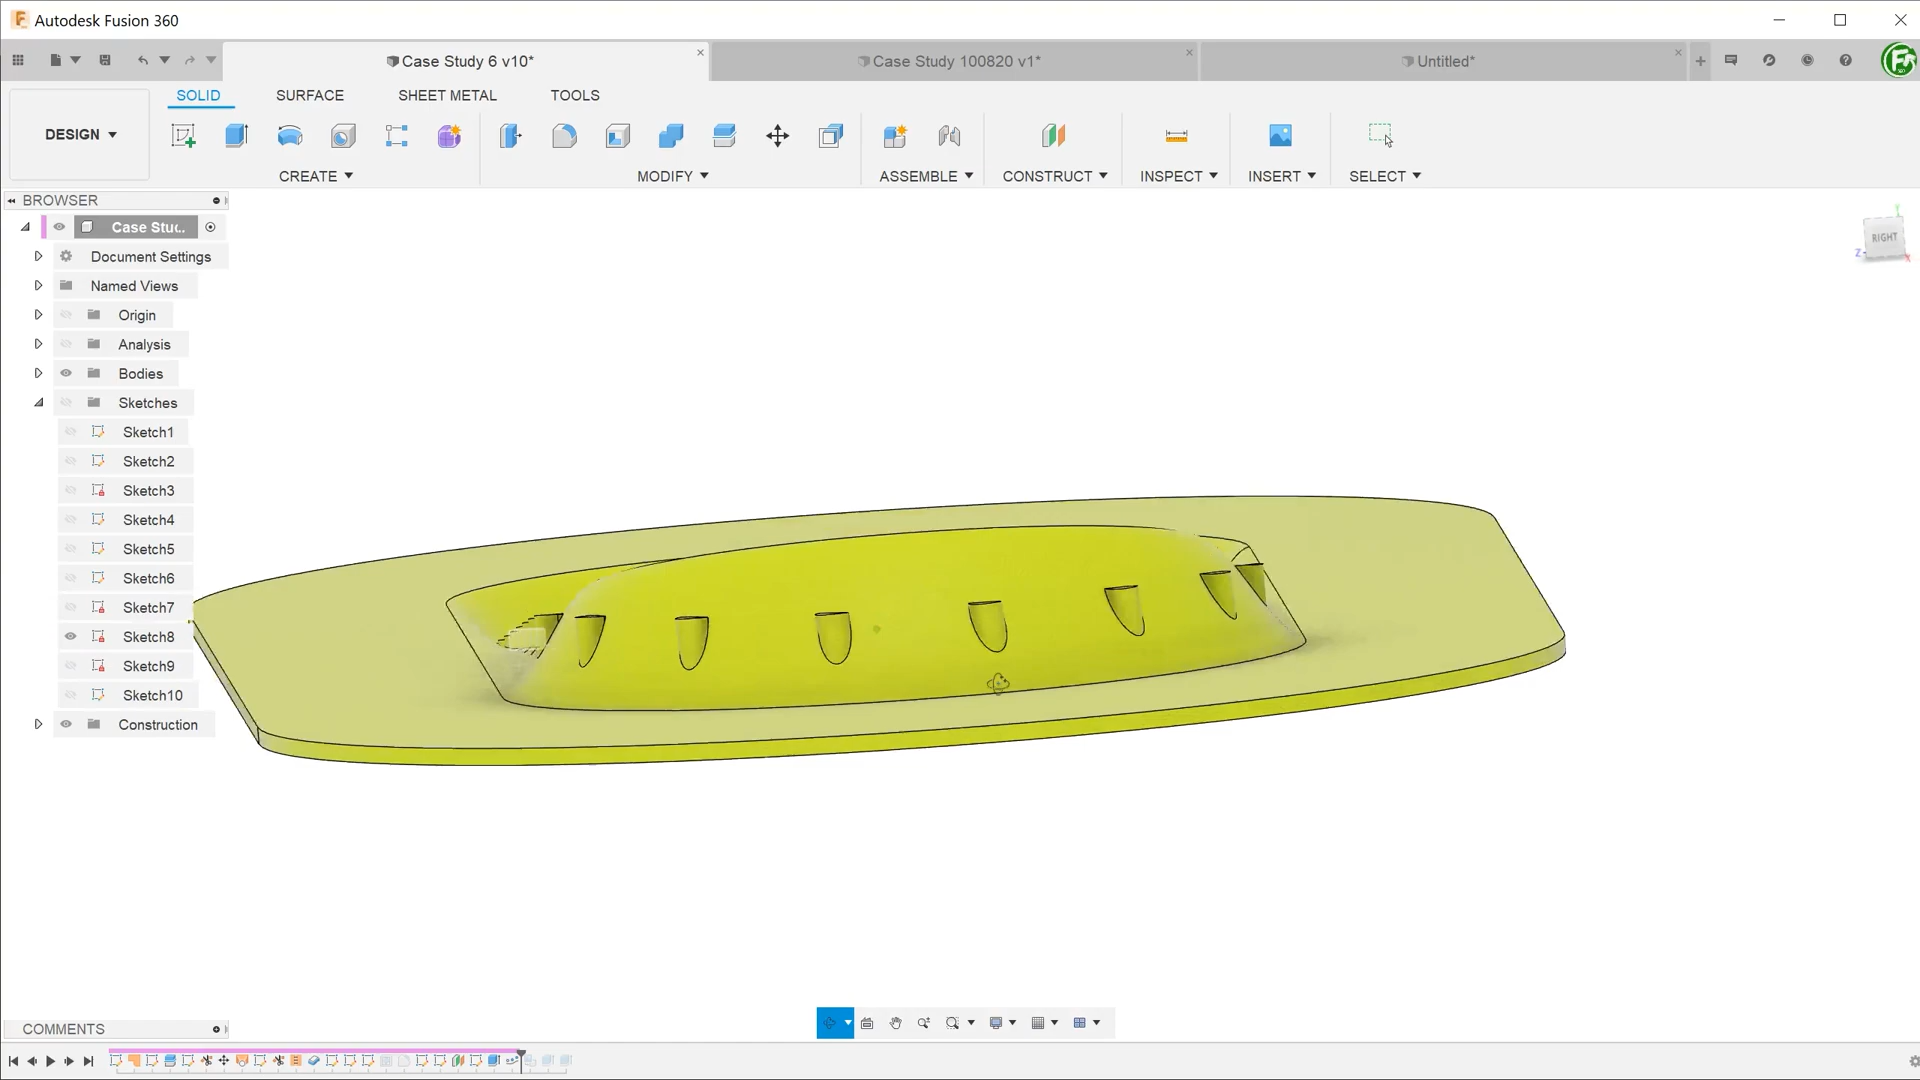 Autodesk Fusion 360
Case Study 6 v10*
Case Study 100820 v1*
Untitled*
SOLID
SURFACE
SHEET METAL
TOOLS
DESIGN
CREATE
MODIFY
ASSEMBLE
CONSTRUCT
INSPECT
INSERT
SELECT
BROWSER
Case Stu..
Document Settings
Named Views
Origin
Analysis
Bodies
Sketches
Sketch1
Sketch2
Sketch3
Sketch4
Sketch5
Sketch6
Sketch7
Sketch8
Sketch9
Sketch10
Construction
RIGHT
Z
X
COMMENTS